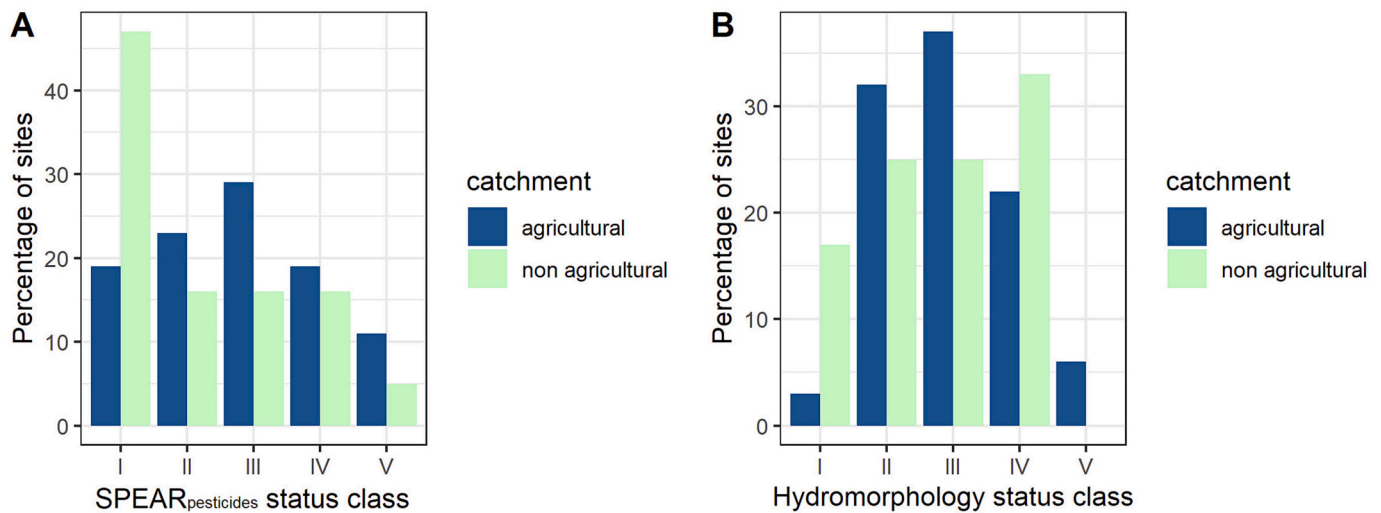 A
Percentage of sites
40
30
20
10
0
I II III IV V
SPEARpesticides status class
catchment
agricultural
non agricultural
B
Percentage of sites
30
20
10
0
I II III IV V
Hydromorphology status class
catchment
agricultural
non agricultural